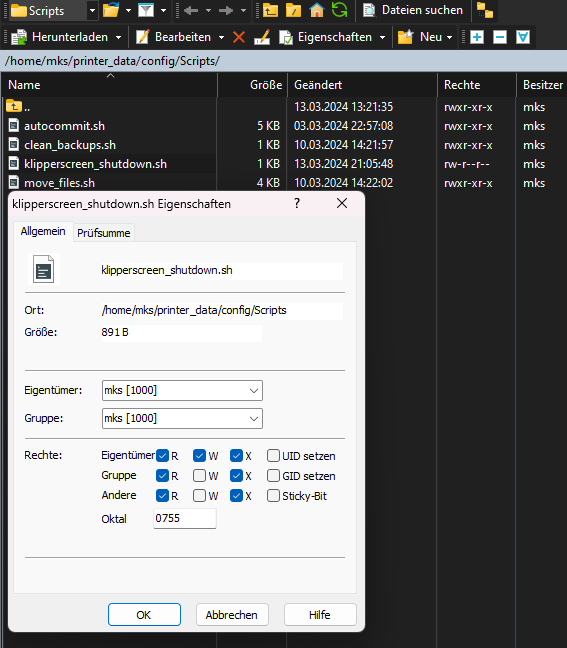 Scripts Dateien suchen
Herunterladen Bearbeiten Eigenschaften Neu
/home/mks/printer_data/config/Scripts/
Name Größe Geändert Rechte Besitzer
.. 13.03.2024 13:21:35 rwxr-xr-x mks
autocommit.sh 5 KB 03.03.2024 22:57:08 rwxr-xr-x mks
clean_backups.sh 1 KB 10.03.2024 14:21:57 rwxr-xr-x mks
klipperscreen_shutdown.sh 1 KB 13.03.2024 21:05:48 rw-r--r-- mks
move_files.sh 4 KB 10.03.2024 14:22:02 rwxr-xr-x mks
klipperscreen_shutdown.sh Eigenschaften ?
Allgemein Prüfsumme
klipperscreen_shutdown.sh
Ort: /home/mks/printer_data/config/Scripts
Größe: 891 B
Eigentümer: mks [1000]
Gruppe: mks [1000]
Rechte: Eigentümer R W X UID setzen
Gruppe R W X GID setzen
Andere R W X Sticky-Bit
Oktal 0755
OK Abbrechen Hilfe